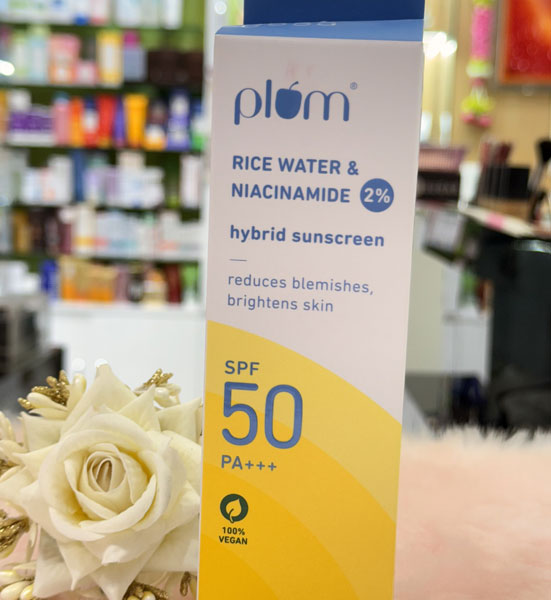 plum®
RICE WATER &
NIACINAMIDE 2%
hybrid sunscreen
reduces blemishes,
brightens skin
SPF
50
PA+++
100%
VEGAN